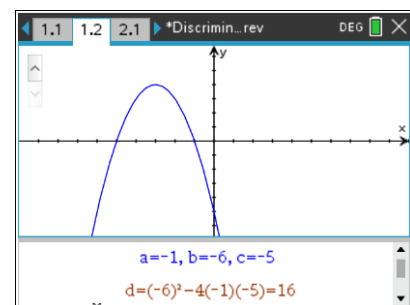 1.1 1.2 2.1 *Discrimin...rev DEG
y
x
a=-1, b=-6, c=-5
d=(-6)²-4(-1)(-5)=16